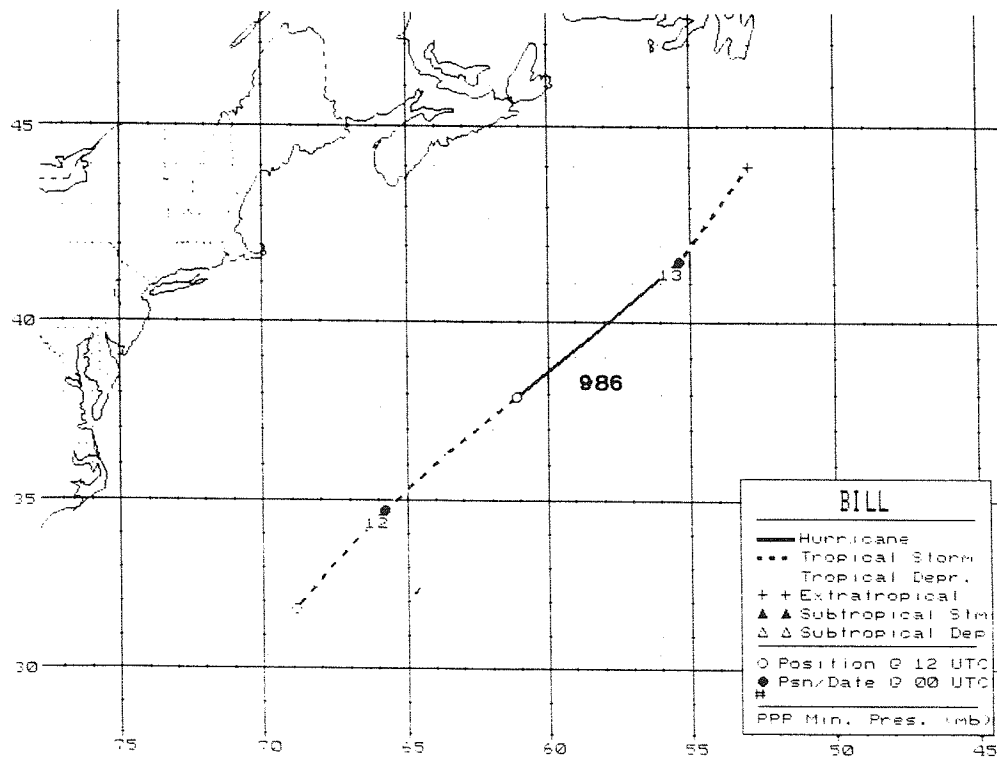 45
13
40
986
35
12
BILL
Hurricane
Tropical Storm
Tropical Depr.
+ + Extratropical
Subtropical Stm
Subtropical Dep
30
Position @ 12 UTC
Psn/Date @ 00 UTC
#
PPP Min. Pres. (mb)
75 70 65 60 55 50 45